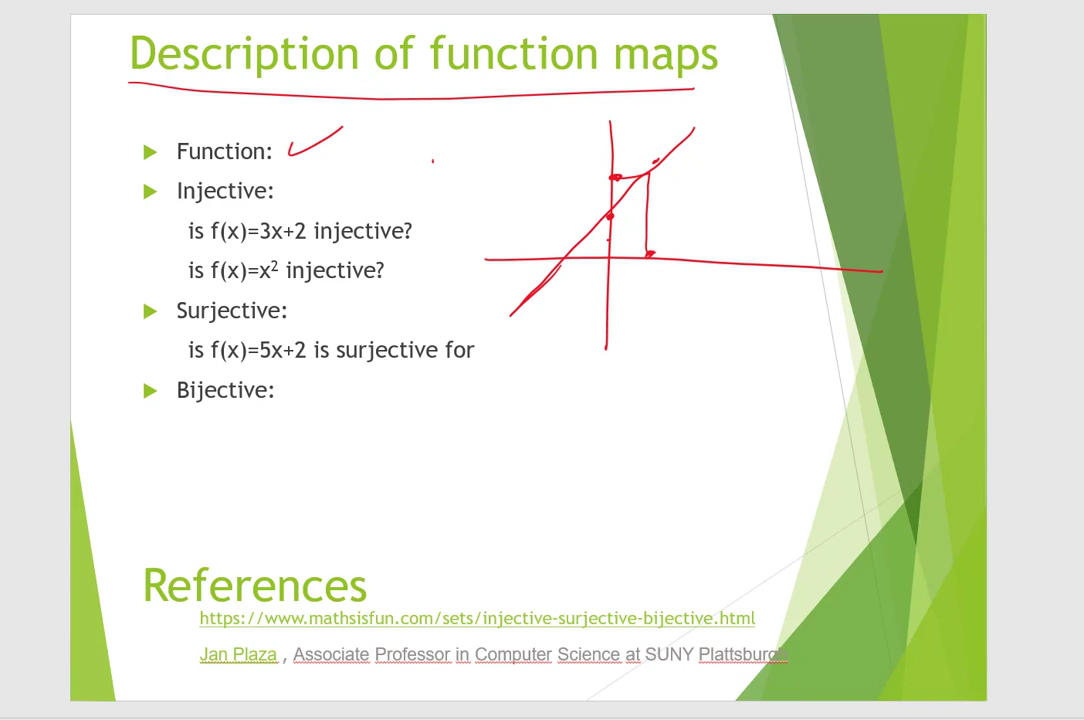 Description of function maps
Function:
Injective:
is f(x)=3x+2 injective?
is f(x)=x² injective?
Surjective:
is f(x)=5x+2 is surjective for
Bijective:
References
https://www.mathsisfun.com/sets/injective-surjective-bijective.html
Jan Plaza , Associate Professor in Computer Science at SUNY Plattsburgh